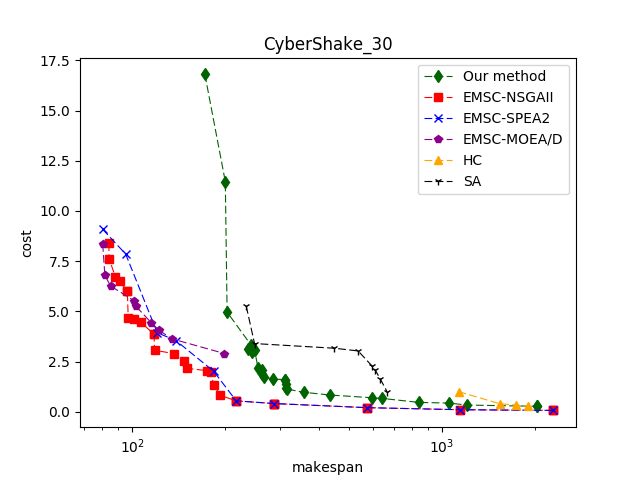 CyberShake_30
17.5
15.0
12.5
10.0
7.5
5.0
2.5
0.0
cost
10²
10³
makespan
Our method
EMSC-NSGAII
EMSC-SPEA2
EMSC-MOEA/D
HC
SA